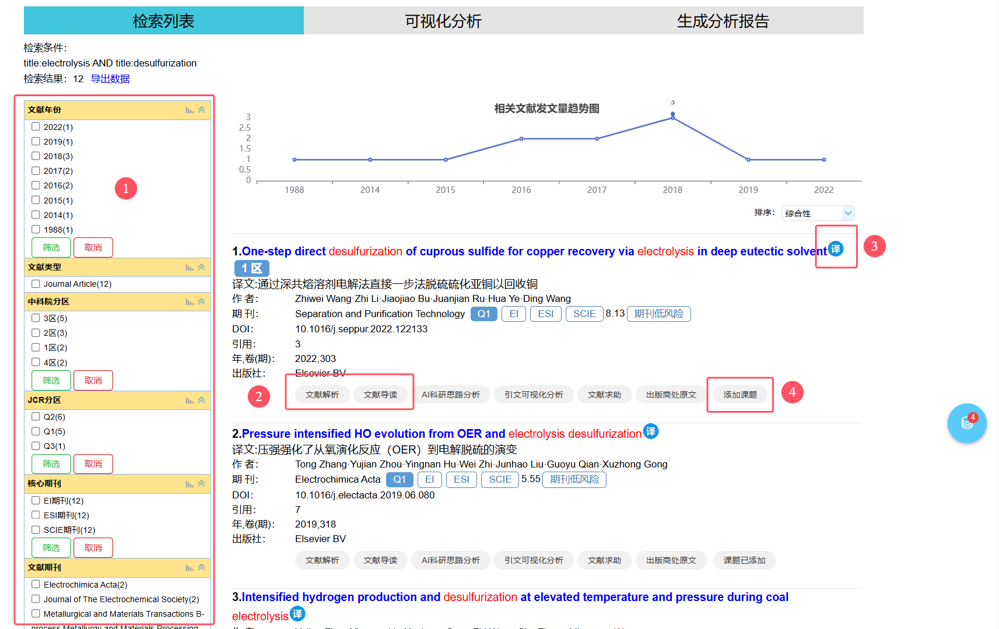 检索列表
可视化分析
生成分析报告
检索条件:
title:electrolysis AND title:desulfurization
检索结果：12 导出数据
文献年份
2022(1)
2019(1)
2018(3)
2017(2)
2016(2)
2015(1)
2014(1)
1988(1)
筛选 取消
文献类型
Journal Article(12)
中科院分区
3区(5)
2区(3)
1区(2)
4区(2)
筛选 取消
JCR分区
Q2(6)
Q1(5)
Q3(1)
筛选 取消
核心期刊
EI期刊(12)
ESI期刊(12)
SCIE期刊(12)
筛选 取消
文献期刊
Electrochimica Acta(2)
Journal of The Electrochemical Society(2)
Metallurgical and Materials Transactions B-
process Metallurgy and Materials Processing
1
相关文献发文量趋势图
3
3
2.5
2
1.5
1
0.5
0
1988 2014 2015 2016 2017 2018 2019 2022
排序： 综合性
1.One-step direct desulfurization of cuprous sulfide for copper recovery via electrolysis in deep eutectic solvent 译
3
1 区
译文:通过深共熔溶剂电解法直接一步法脱硫硫化亚铜以回收铜
作 者： Zhiwei Wang·Zhi Li·Jiaojiao Bu·Juanjian Ru·Hua Ye·Ding Wang
期 刊： Separation and Purification Technology Q1 EI ESI SCIE 8.13 期刊低风险
DOI： 10.1016/j.seppur.2022.122133
引用： 3
年,卷(期)： 2022,303
出版社： Elsevier BV
2
文献解析 文献导读 AI科研思路分析 引文可视化分析 文献求助 出版商处原文 添加课题
4
2.Pressure intensified HO evolution from OER and electrolysis desulfurization 译
译文:压强强化了从氧演化反应（OER）到电解脱硫的演变
作 者： Tong Zhang·Yujian Zhou·Yingnan Hu·Wei Zhi·Junhao Liu·Guoyu Qian·Xuzhong Gong
期 刊： Electrochimica Acta Q1 EI ESI SCIE 5.55 期刊低风险
DOI： 10.1016/j.electacta.2019.06.080
引用： 7
年,卷(期)： 2019,318
出版社： Elsevier BV
文献解析 文献导读 AI科研思路分析 引文可视化分析 文献求助 出版商处原文 课题已添加
3.Intensified hydrogen production and desulfurization at elevated temperature and pressure during coal
electrolysis 译
4